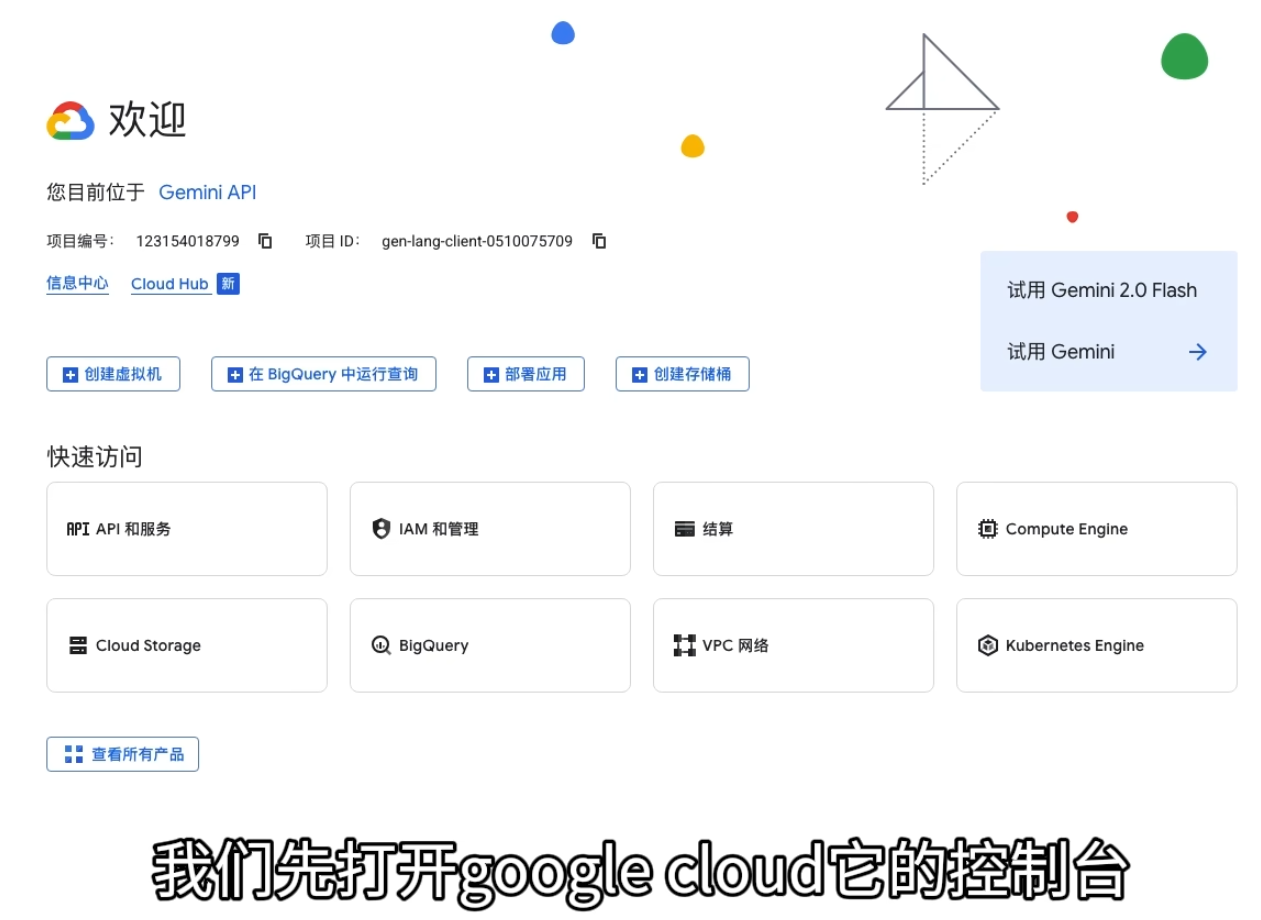 欢迎
您目前位于 Gemini API
项目编号： 123154018799 项目 ID： gen-lang-client-0510075709
信息中心 Cloud Hub 新
试用 Gemini 2.0 Flash
试用 Gemini
创建虚拟机 在 BigQuery 中运行查询 部署应用 创建存储桶
快速访问
API API 和服务 IAM 和管理 结算 Compute Engine
Cloud Storage BigQuery VPC 网络 Kubernetes Engine
查看所有产品
我们先打开google cloud它的控制台